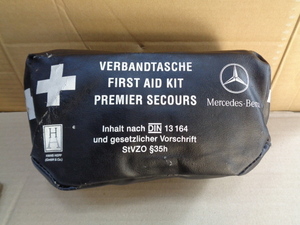 VERBANDTASCHE
FIRST AID KIT
PREMIER SECOURS
Mercedes-Benz
Inhalt nach DIN 13 164
und gesetzlicher Vorschrift
StVZO §35h